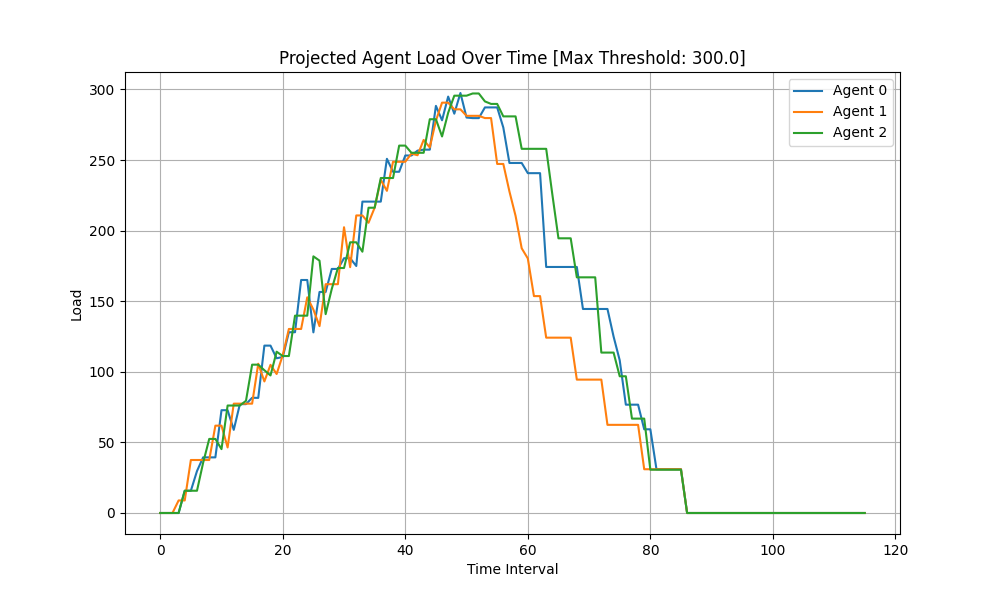 Projected Agent Load Over Time [Max Threshold: 300.0]
Agent 0
Agent 1
Agent 2
300
250
200
150
100
50
0
Load
0 20 40 60 80 100 120
Time Interval